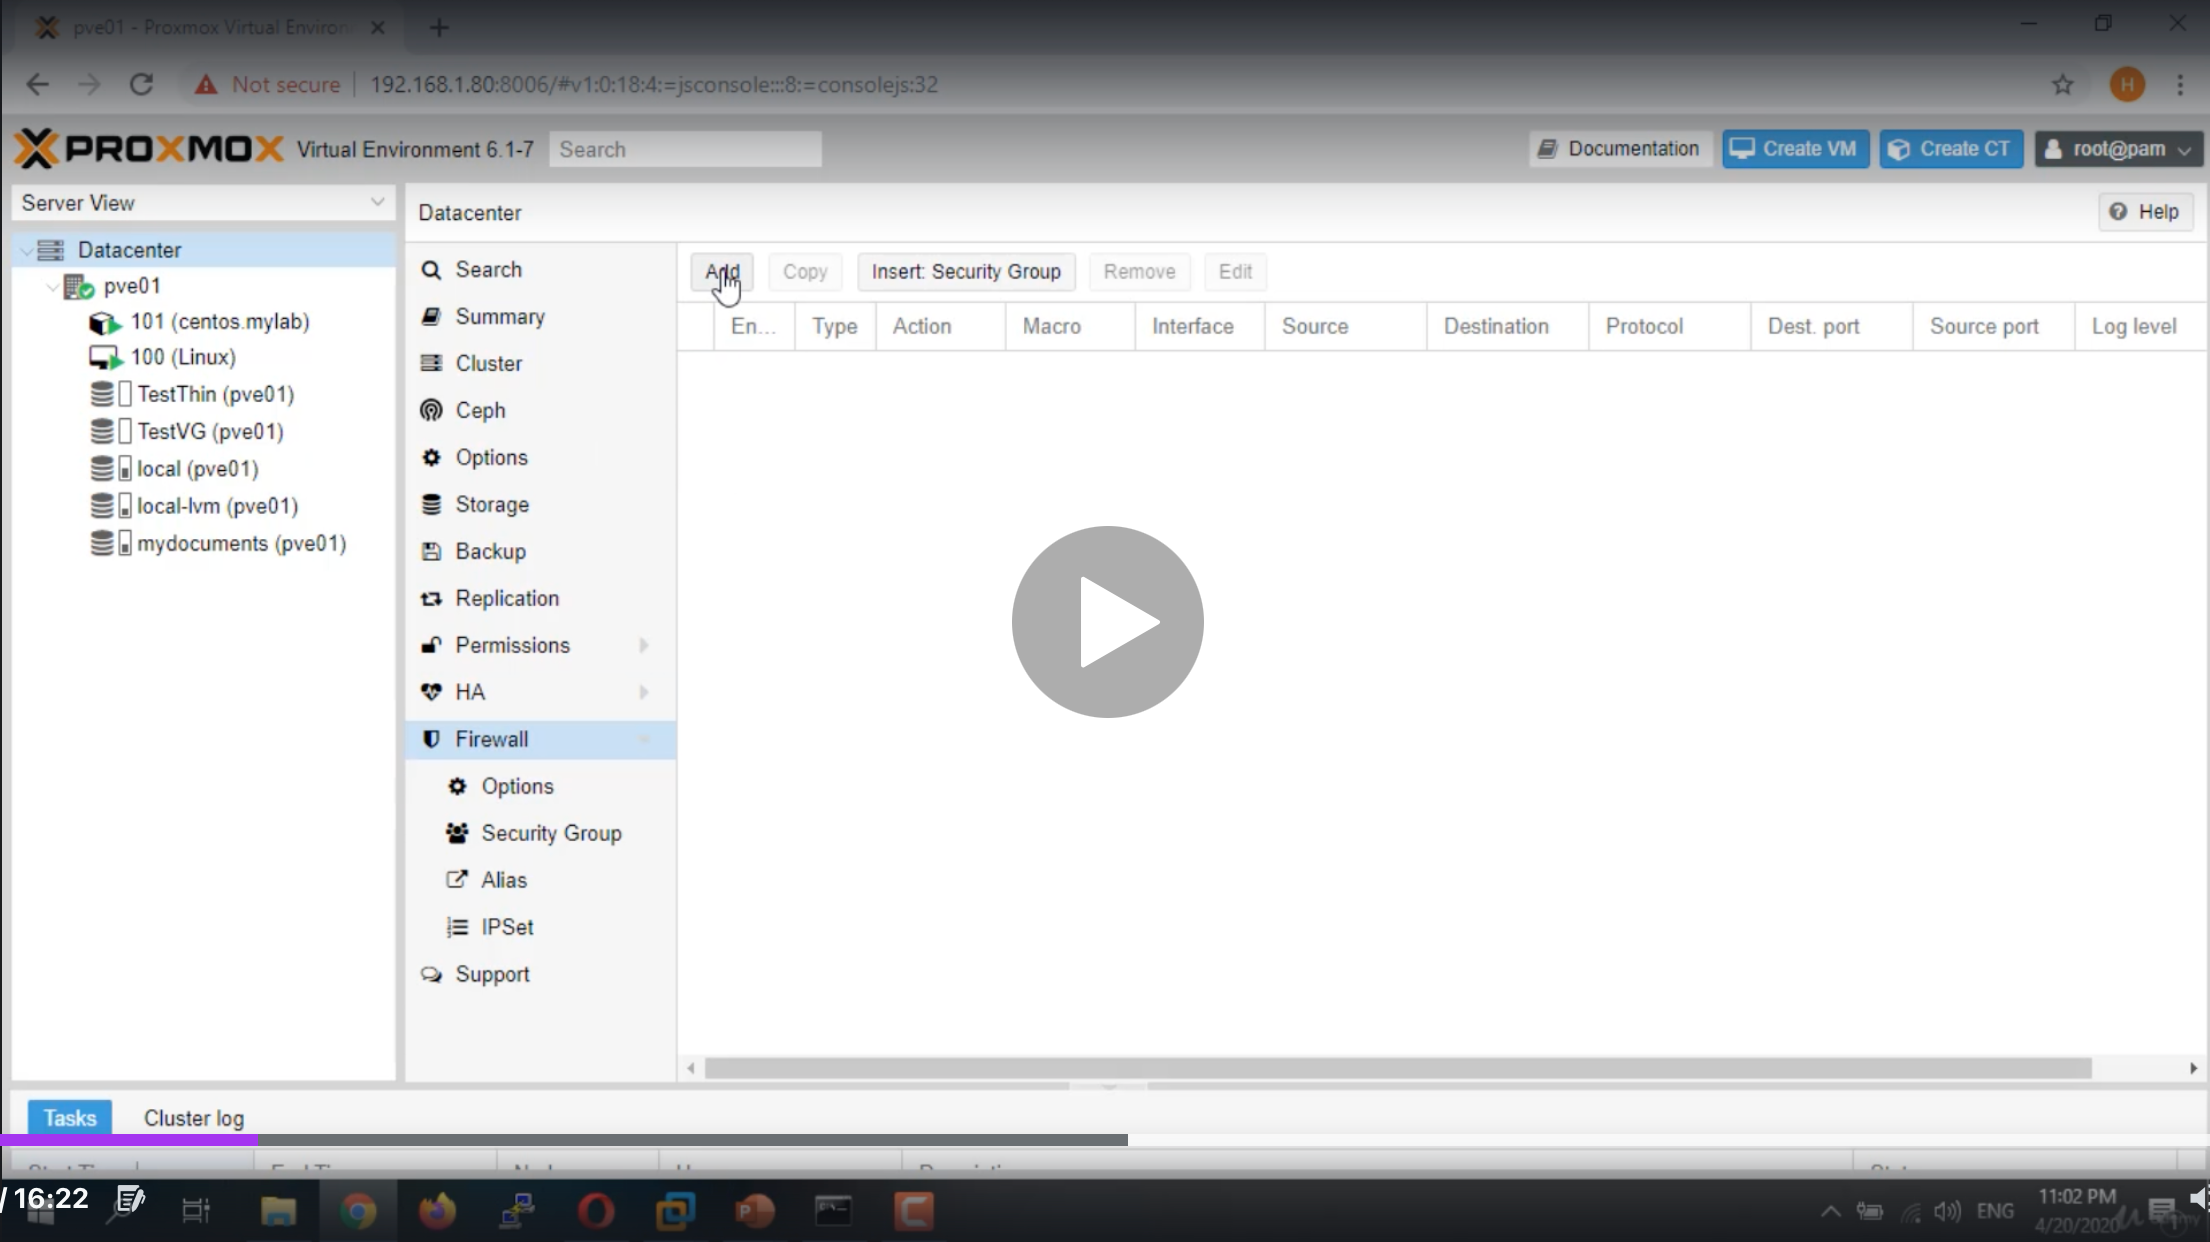 pve01 - Proxmox Virtual Environ
Not secure
192.168.1.80:8006/#v1:0:18:4:=jsconsole:::8:=consolejs:32
H
PROXMOX Virtual Environment 6.1-7
Search
Documentation
Create VM
Create CT
root@pam
Server View
Datacenter
pve01
101 (centos.mylab)
100 (Linux)
TestThin (pve01)
TestVG (pve01)
local (pve01)
local-lvm (pve01)
mydocuments (pve01)
Datacenter
Help
Search
Summary
Cluster
Ceph
Options
Storage
Backup
Replication
Permissions
HA
Firewall
Options
Security Group
Alias
IPSet
Support
Add Copy Insert: Security Group Remove Edit
En... Type Action Macro Interface Source Destination Protocol Dest. port Source port Log level
Tasks Cluster log
/ 16:22
ENG
11:02 PM
4/20/2020